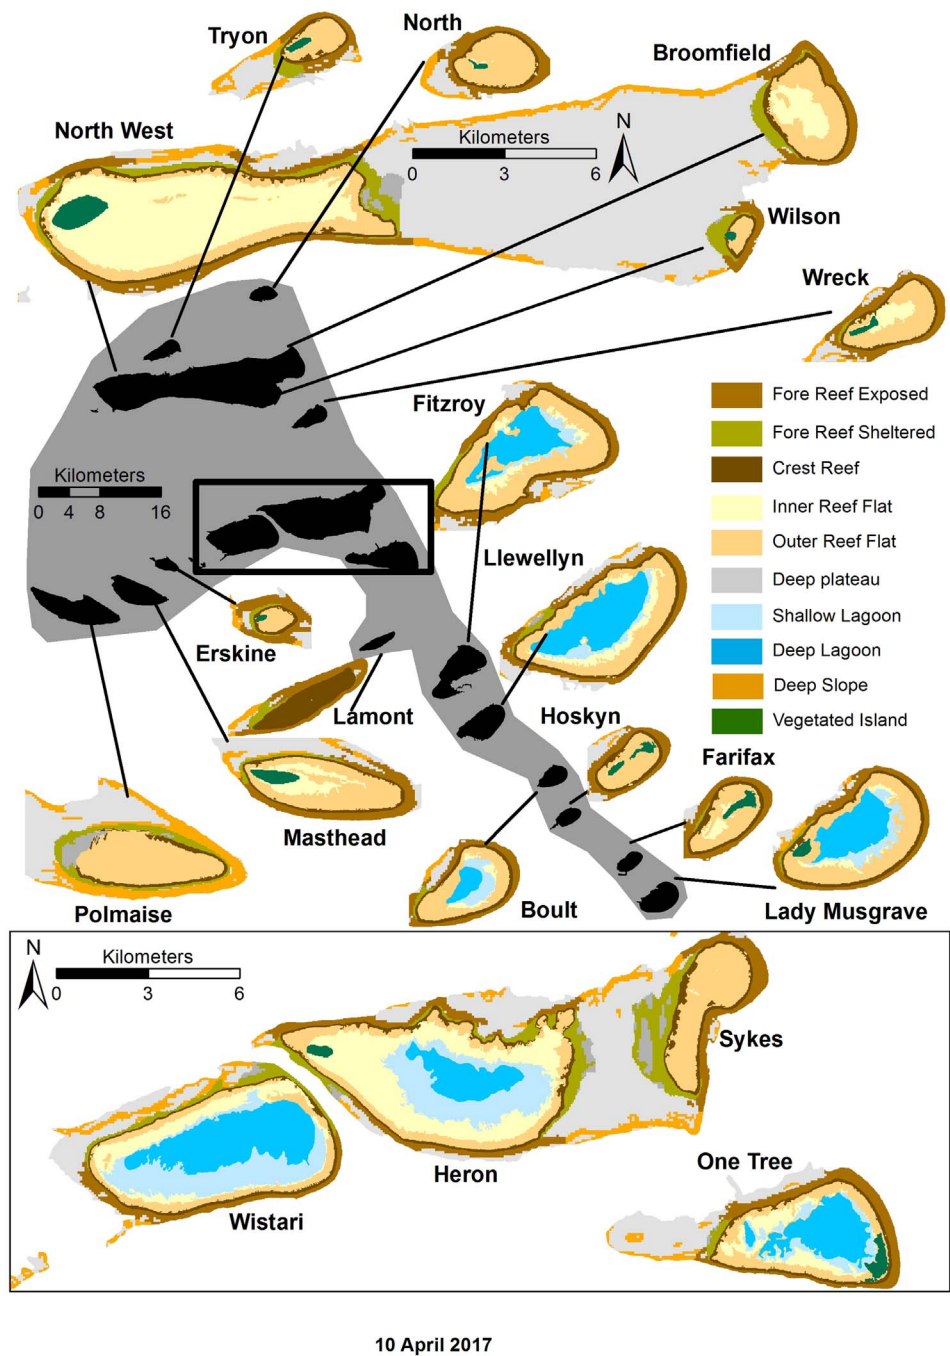 North
Tryon
Broomfield
North West
Kilometers
0 3 6
N
Wilson
Wreck
Fitzroy
Kilometers
0 4 8 16
Fore Reef Exposed
Fore Reef Sheltered
Crest Reef
Inner Reef Flat
Outer Reef Flat
Deep plateau
Shallow Lagoon
Deep Lagoon
Deep Slope
Vegetated Island
Llewellyn
Erskine
Lamont
Hoskyn
Farifax
Masthead
Polmaise
Boult
Lady Musgrave
N
Kilometers
0 3 6
Sykes
Heron
One Tree
Wistari
10 April 2017